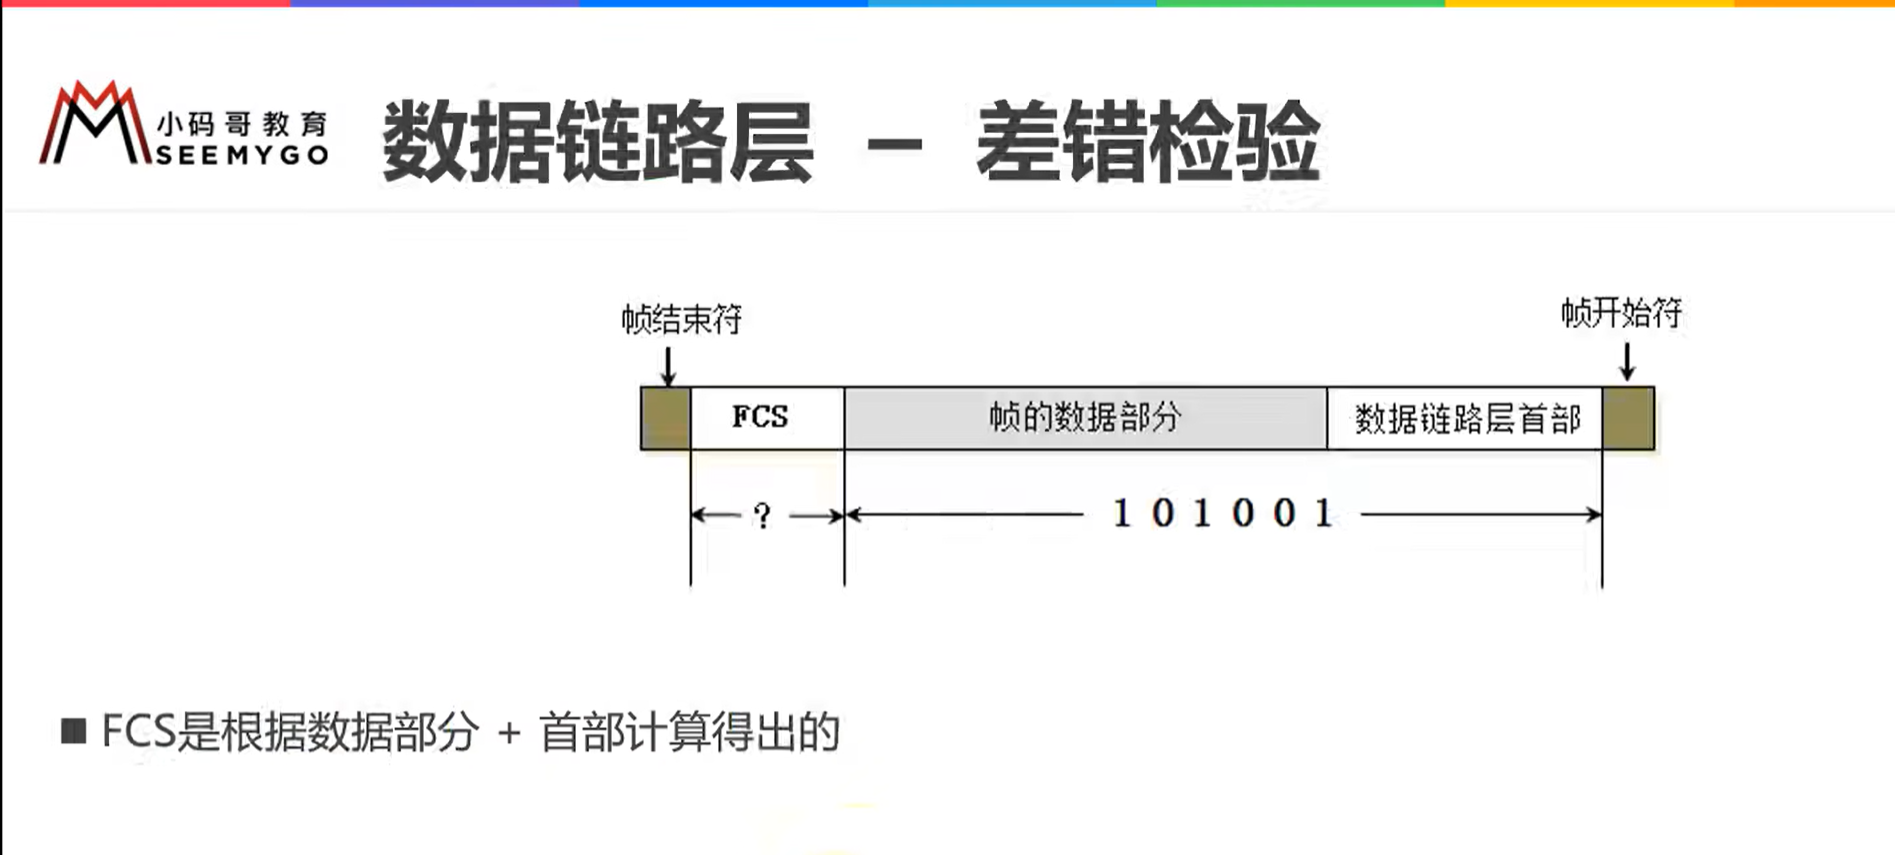 小码哥教育
SEEMYGO
数据链路层 - 差错检验
帧结束符
帧开始符
FCS
帧的数据部分
数据链路层首部
?
1 0 1 0 0 1
■ FCS是根据数据部分 + 首部计算得出的